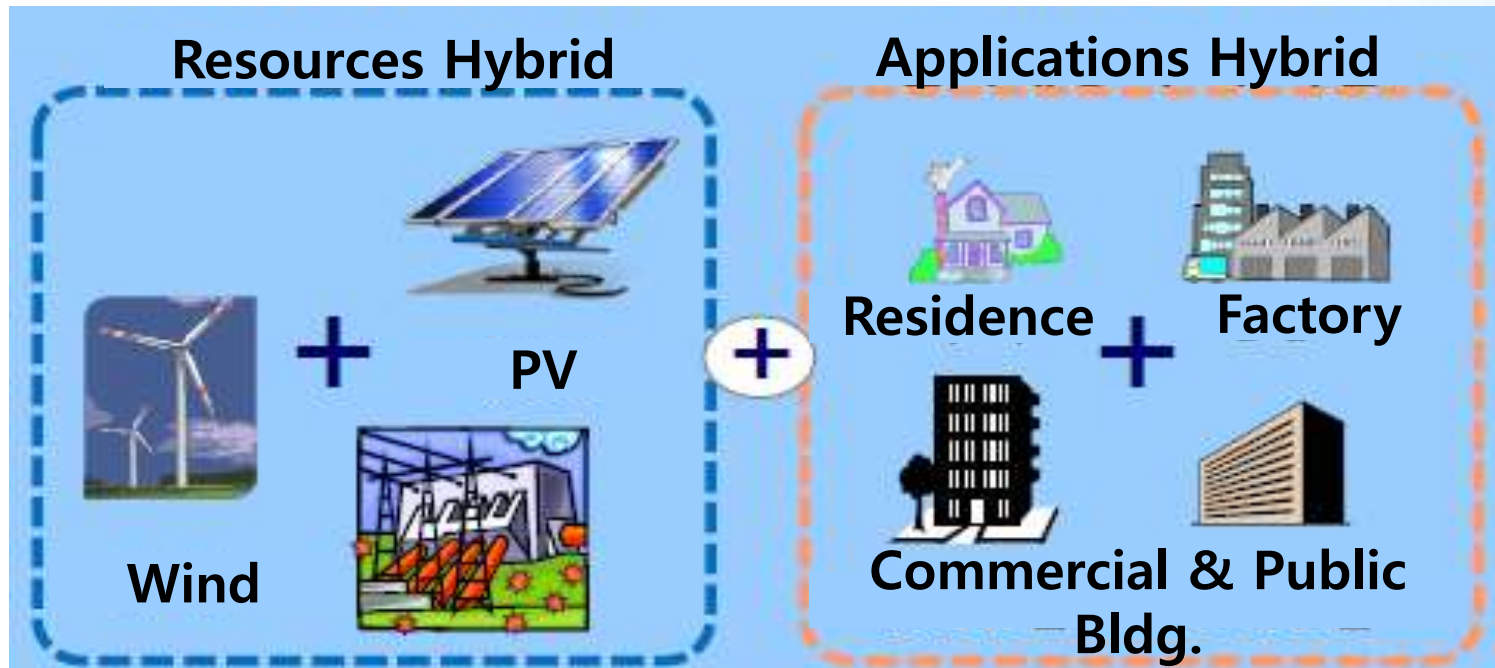 Resources Hybrid
Applications Hybrid
PV
Wind
Residence
Factory
Commercial & Public
Bldg.